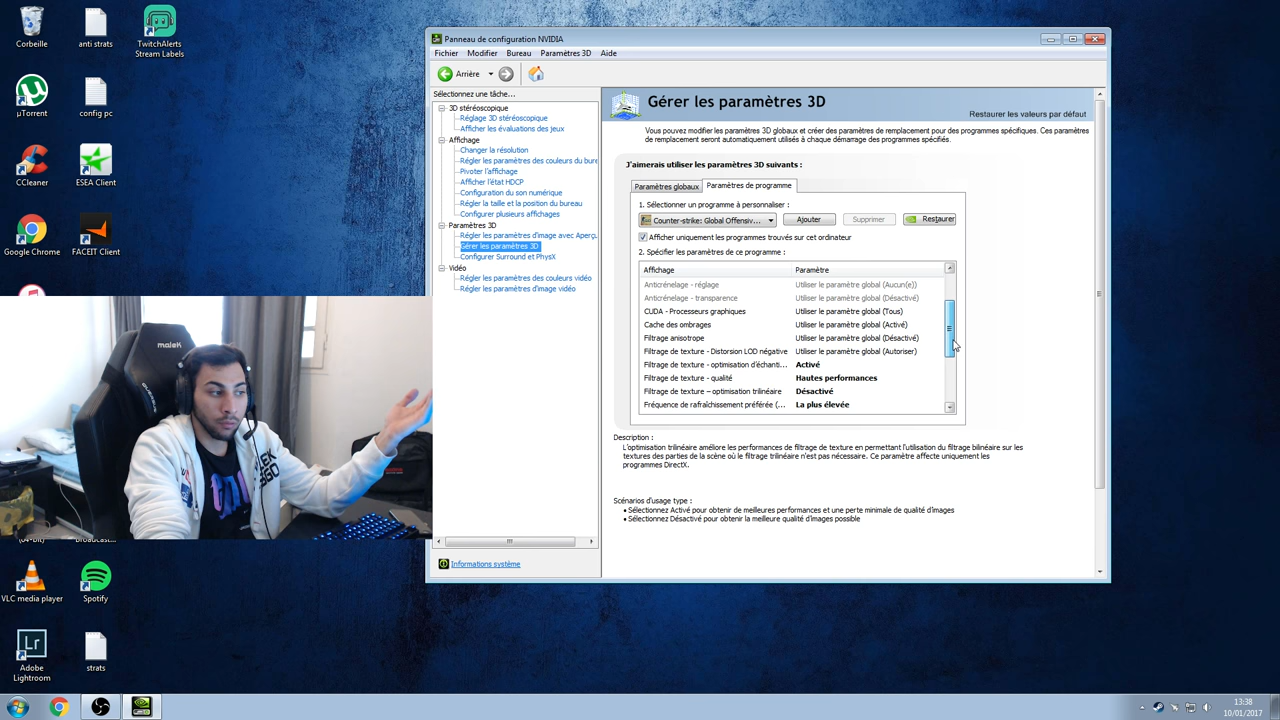 Corbeille
anti strats
TwitchAlerts
Stream Labels
µTorrent
config pc
CCleaner
ESEA Client
Google Chrome
FACEIT Client
VLC media player
Spotify
Adobe
Lightroom
strats
Panneau de configuration NVIDIA
Fichier Modifier Bureau Paramètres 3D Aide
Arrière
Sélectionnez une tâche...
3D stéréoscopique
Réglage 3D stéréoscopique
Afficher les évaluations des jeux
Affichage
Changer la résolution
Régler les paramètres des couleurs du bure
Pivoter l'affichage
Afficher l'état HDCP
Configuration du son numérique
Régler la taille et la position du bureau
Configurer plusieurs affichages
Paramètres 3D
Régler les paramètres d'image avec Aperçu
Gérer les paramètres 3D
Configurer Surround et PhysX
Vidéo
Régler les paramètres des couleurs vidéo
Régler les paramètres d'image vidéo
Informations système
Gérer les paramètres 3D
Restaurer les valeurs par défaut
Vous pouvez modifier les paramètres 3D globaux et créer des paramètres de remplacement pour des programmes spécifiques. Ces paramètres
de remplacement seront automatiquement utilisés à chaque démarrage des programmes spécifiés.
J'aimerais utiliser les paramètres 3D suivants :
Paramètres globaux Paramètres de programme
1. Sélectionner un programme à personnaliser :
Counter-strike: Global Offensiv... Ajouter Supprimer Restaurer
Afficher uniquement les programmes trouvés sur cet ordinateur
2. Spécifier les paramètres de ce programme :
Affichage Paramètre
Anticrénelage - réglage Utiliser le paramètre global (Aucun(e))
Anticrénelage - transparence Utiliser le paramètre global (Désactivé)
CUDA - Processeurs graphiques Utiliser le paramètre global (Tous)
Cache des ombrages Utiliser le paramètre global (Activé)
Filtrage anisotrope Utiliser le paramètre global (Désactivé)
Filtrage de texture - Distorsion LOD négative Utiliser le paramètre global (Autoriser)
Filtrage de texture - optimisation d'échanti... Activé
Filtrage de texture - qualité Hautes performances
Filtrage de texture – optimisation trilinéaire Désactivé
Fréquence de rafraîchissement préférée (... La plus élevée
Description :
L'optimisation trilinéaire améliore les performances de filtrage de texture en permettant l'utilisation du filtrage bilinéaire sur les
textures des parties de la scène où le filtrage trilinéaire n'est pas nécessaire. Ce paramètre affecte uniquement les
programmes DirectX.
Scénarios d'usage type :
• Sélectionnez Activé pour obtenir de meilleures performances et une perte minimale de qualité d'images
• Sélectionnez Désactivé pour obtenir la meilleure qualité d'images possible
maleK
13:38
10/01/2017